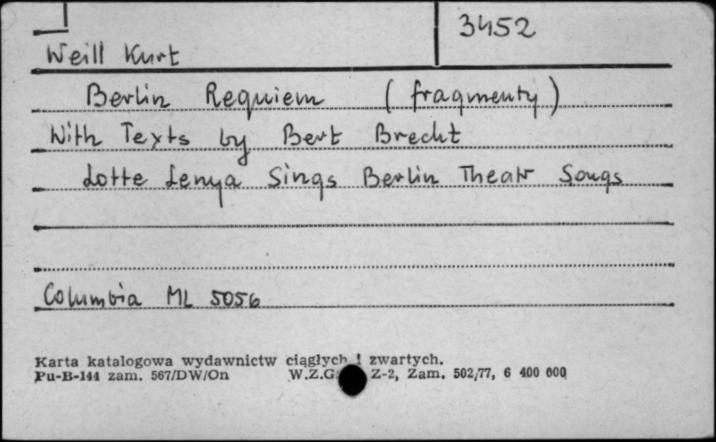 3452
Weill Kurt
Berlin Requiem (fragmenty)
With Texts by Bert Brecht
Lotte Lenya Sings Berlin Theatr Songs
Columbia ML 5056
Karta katalogowa wydawnictw ciągłych i zwartych.
Pu-B-144 zam. 567/DW/On W.Z.G. Z-2, Zam. 502/77, 6 400 000